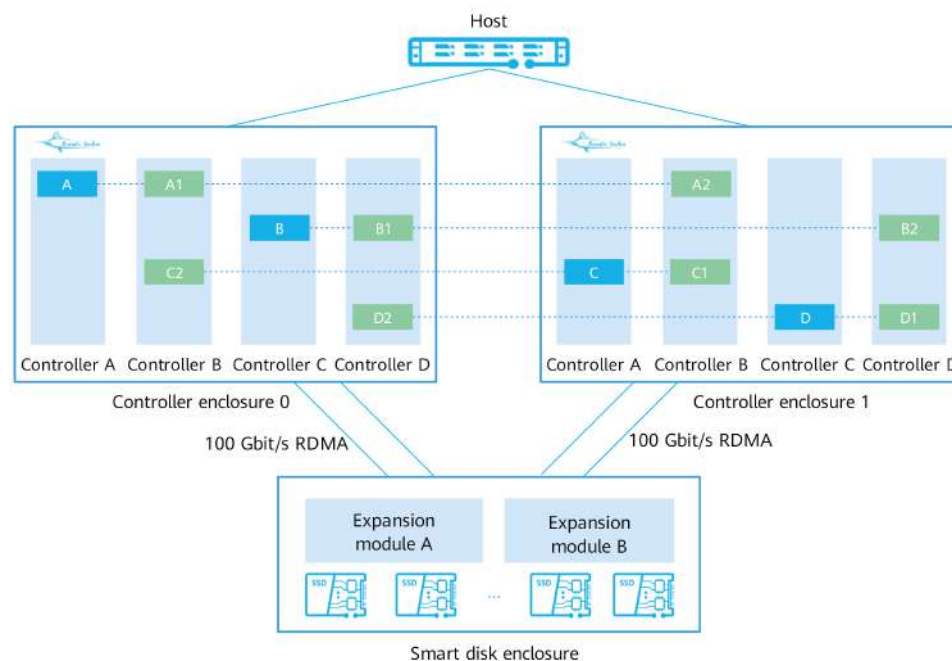 Host
A
A1
A2
B
B1
B2
C2
C
C1
D2
D
D1
Controller A
Controller B
Controller C
Controller D
Controller A
Controller B
Controller C
Controller D
Controller enclosure 0
Controller enclosure 1
100 Gbit/s RDMA
100 Gbit/s RDMA
Expansion
module A
Expansion
module B
SSD
SSD
...
SSD
SSD
Smart disk enclosure